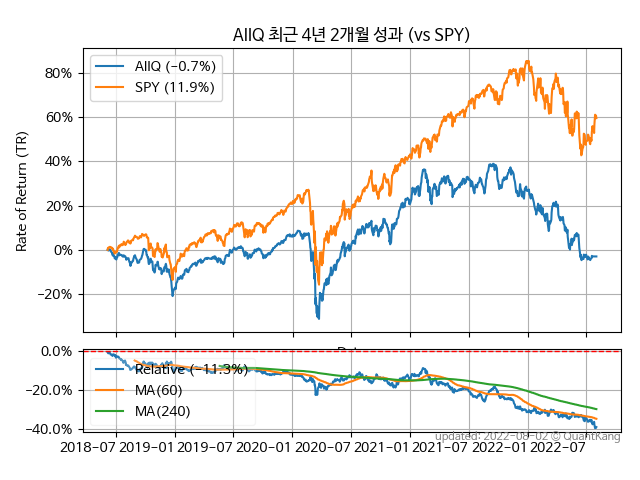 AIIQ 최근 4년 2개월 성과 (vs SPY)
AIIQ (−0.7%)
SPY (11.9%)
Rate of Return (TR)
80%
60%
40%
20%
0%
−20%
Relative (−11.3%)
MA(60)
MA(240)
0.0%
−20.0%
−40.0%
2018-07 2019-01 2019-07 2020-01 2020-07 2021-01 2021-07 2022-01 2022-07
updated: 2022-08-02 © QuantKang